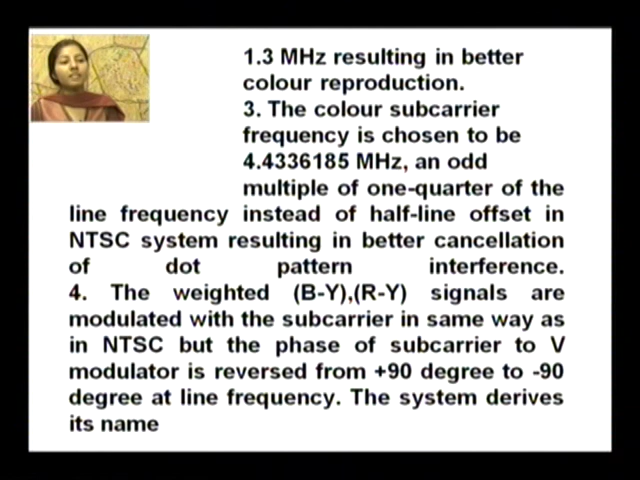 1.3 MHz resulting in better
colour reproduction.
3. The colour subcarrier
frequency is chosen to be
4.4336185 MHz, an odd
multiple of one-quarter of the
line frequency instead of half-line offset in
NTSC system resulting in better cancellation
of dot pattern interference.
4. The weighted (B-Y),(R-Y) signals are
modulated with the subcarrier in same way as
in NTSC but the phase of subcarrier to V
modulator is reversed from +90 degree to -90
degree at line frequency. The system derives
its name